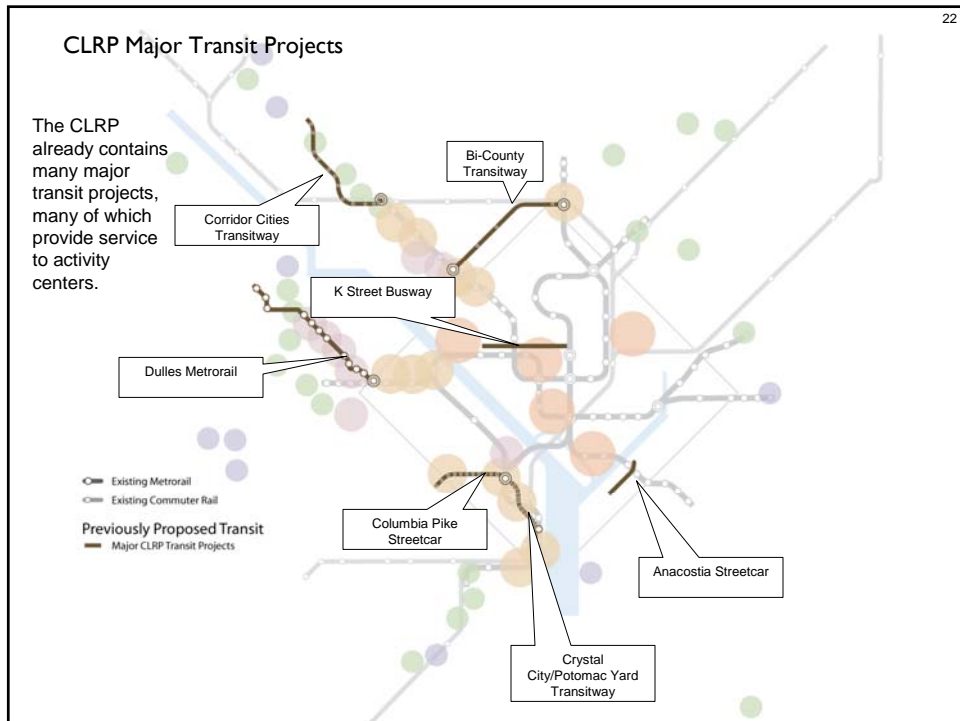 22
CLRP Major Transit Projects
The CLRP
already contains
many major
transit projects,
many of which
provide service
to activity
centers.
Bi-County
Transitway
Corridor Cities
Transitway
K Street Busway
Dulles Metrorail
Existing Metrorail
Existing Commuter Rail
Previously Proposed Transit
Major CLRP Transit Projects
Columbia Pike
Streetcar
Anacostia Streetcar
Crystal
City/Potomac Yard
Transitway